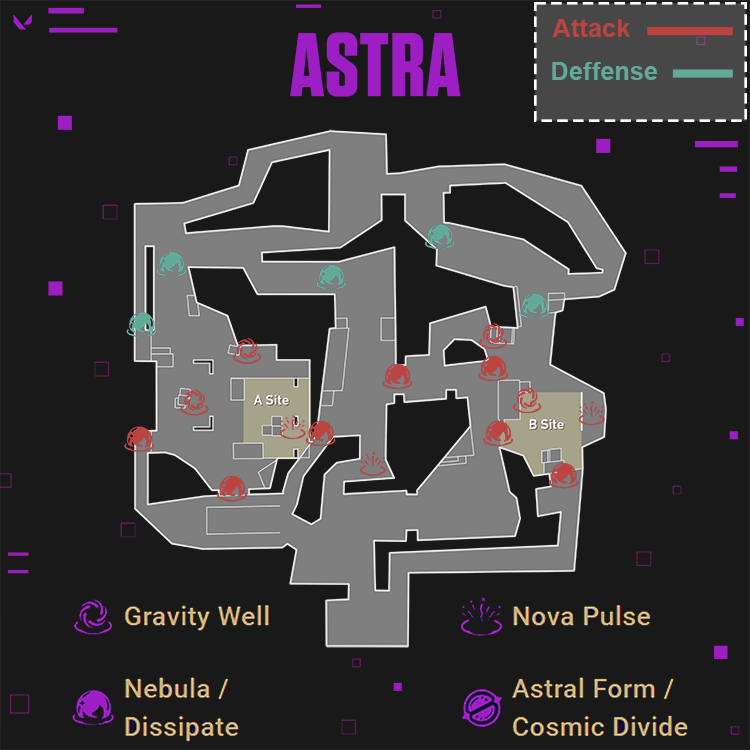 Attack
Deffense
ASTRA
A Site
B Site
Gravity Well
Nova Pulse
Nebula /
Dissipate
Astral Form /
Cosmic Divide